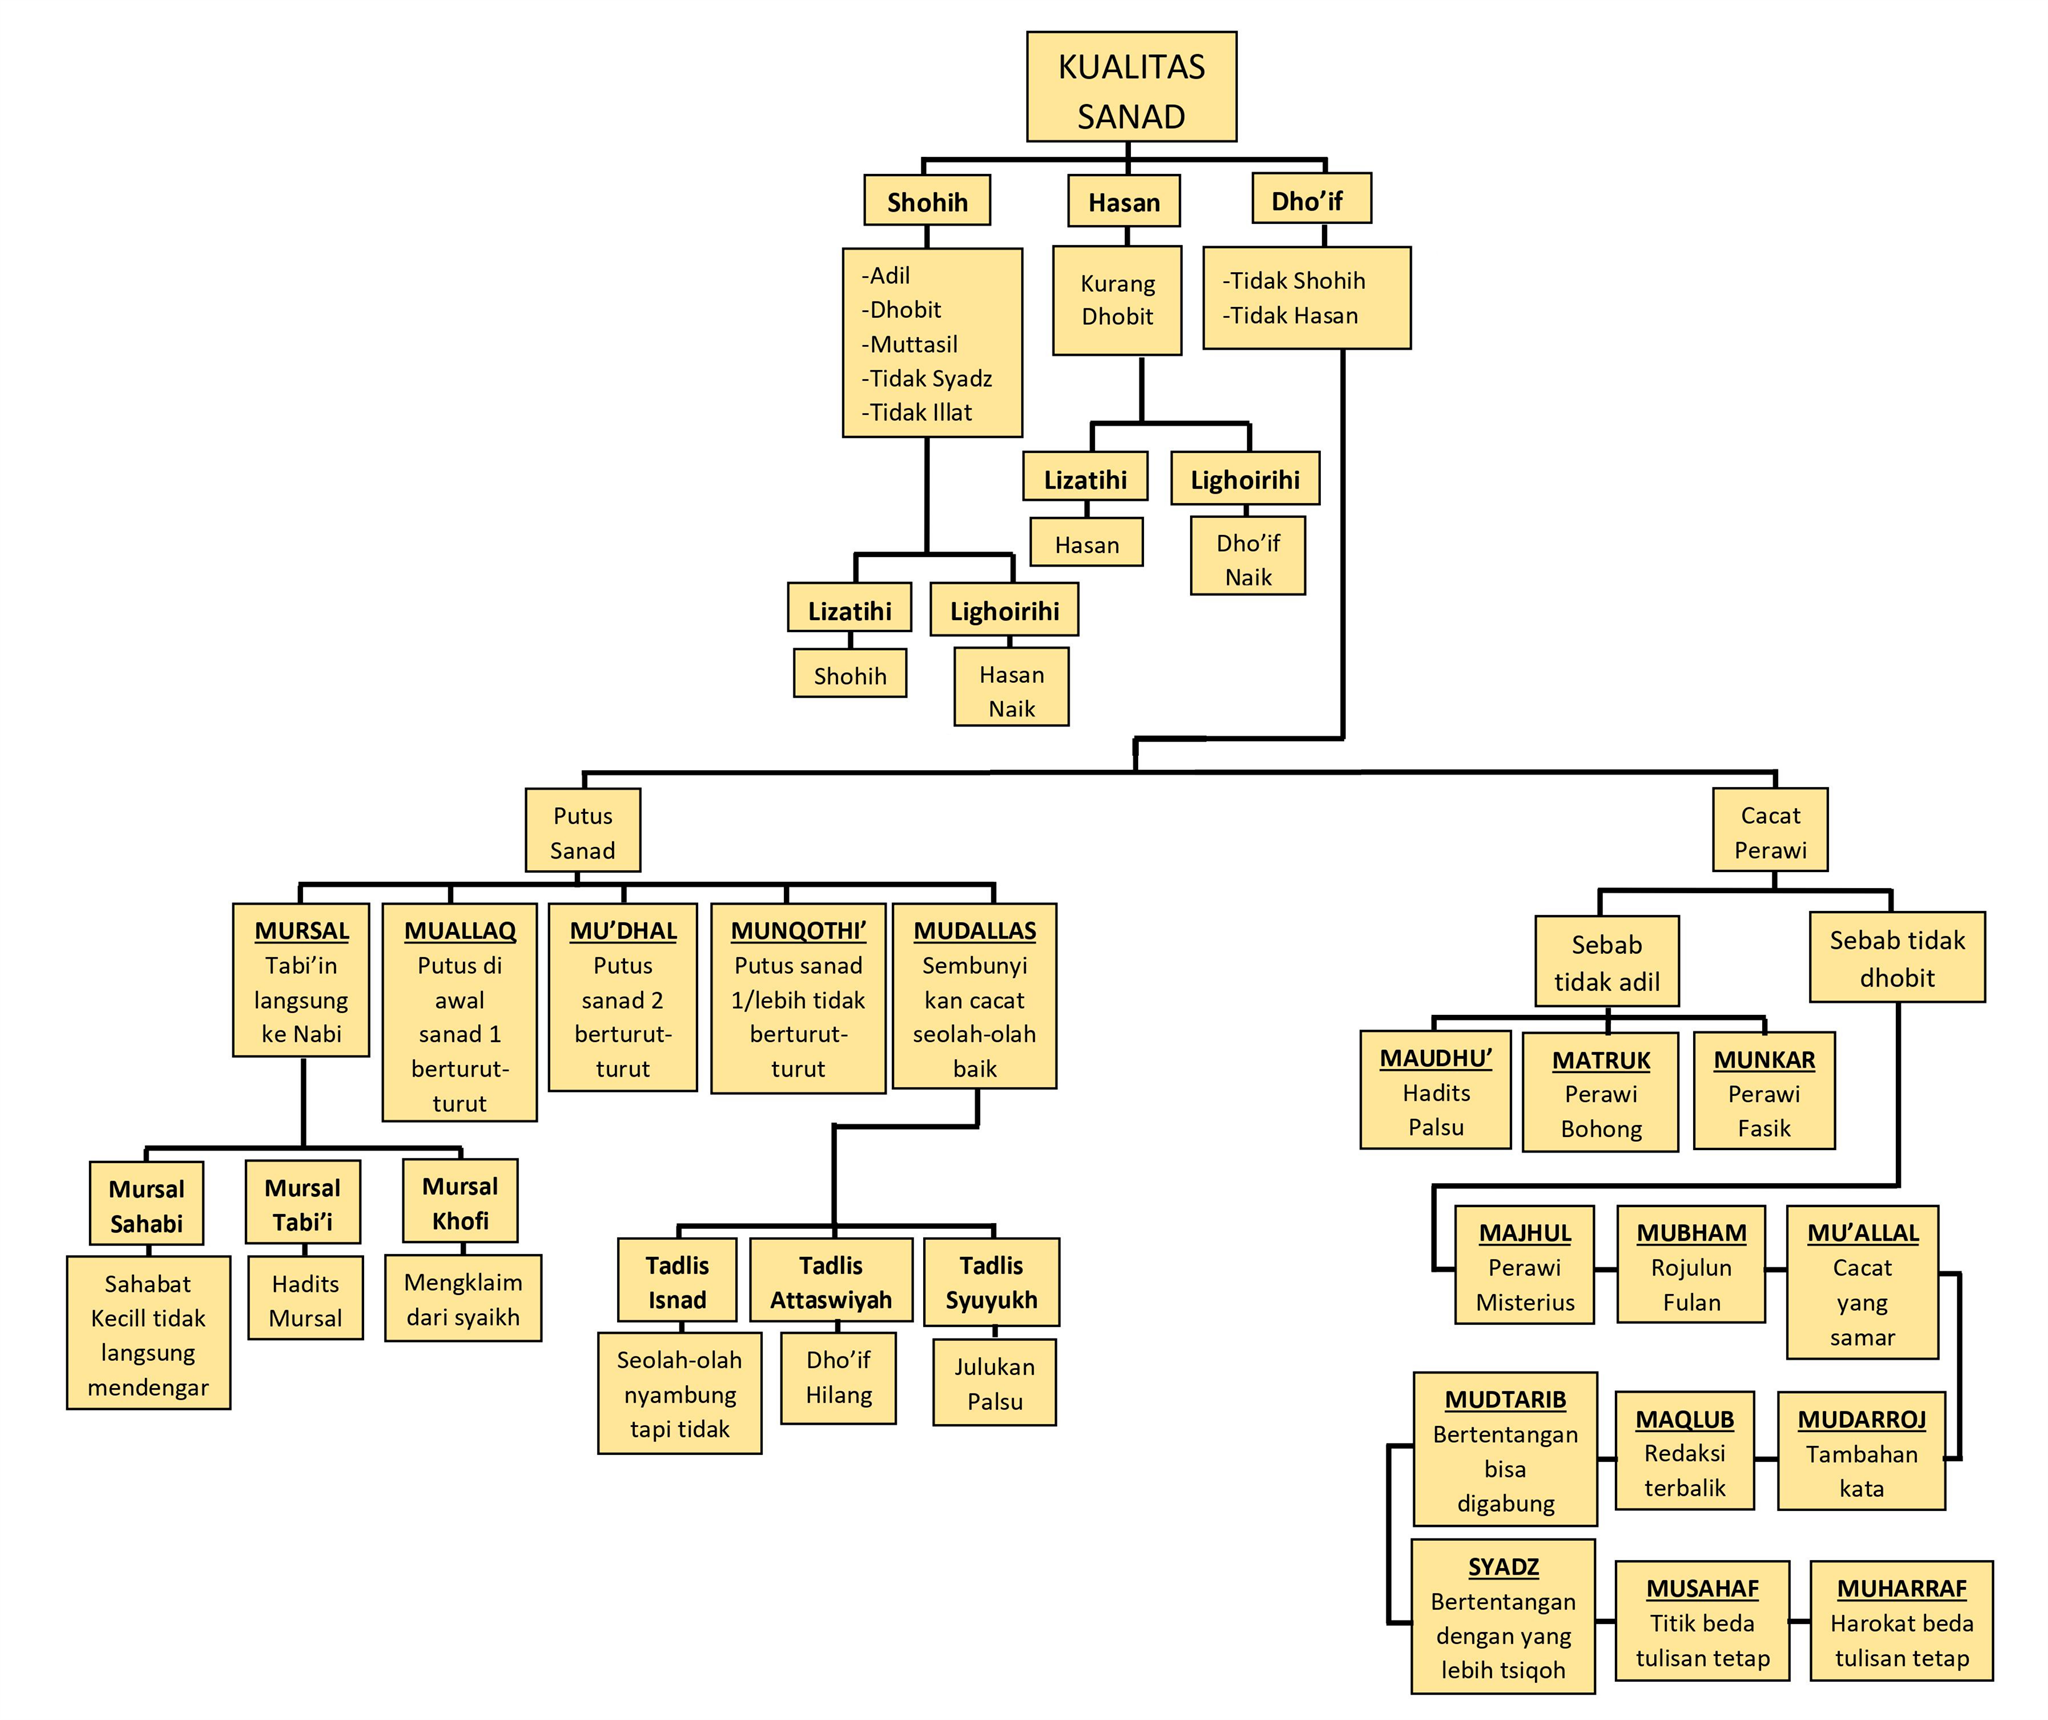 KUALITAS
SANAD
Shohih
Hasan
Dho’if
-Adil
-Dhobit
-Muttasil
-Tidak Syadz
-Tidak Illat
Kurang
Dhobit
-Tidak Shohih
-Tidak Hasan
Lizatihi
Lighoirihi
Hasan
Dho’if
Naik
Lizatihi
Lighoirihi
Shohih
Hasan
Naik
Putus
Sanad
Cacat
Perawi
MURSAL
Tabi’in
langsung
ke Nabi
MUALLAQ
Putus di
awal
sanad 1
berturut-
turut
MU’DHAL
Putus
sanad 2
berturut-
turut
MUNQOTHI’
Putus sanad
1/lebih tidak
berturut-
turut
MUDALLAS
Sembunyi
kan cacat
seolah-olah
baik
Mursal
Sahabi
Mursal
Tabi’i
Mursal
Khofi
Sahabat
Kecill tidak
langsung
mendengar
Hadits
Mursal
Mengklaim
dari syaikh
Tadlis
Isnad
Tadlis
Attaswiyah
Tadlis
Syuyukh
Seolah-olah
nyambung
tapi tidak
Dho’if
Hilang
Julukan
Palsu
Sebab
tidak adil
Sebab tidak
dhobit
MAUDHU’
Hadits
Palsu
MATRUK
Perawi
Bohong
MUNKAR
Perawi
Fasik
MAJHUL
Perawi
Misterius
MUBHAM
Rojulun
Fulan
MU’ALLAL
Cacat
yang
samar
MUDTARIB
Bertentangan
bisa
digabung
MAQLUB
Redaksi
terbalik
MUDARROJ
Tambahan
kata
SYADZ
Bertentangan
dengan yang
lebih tsiqoh
MUSAHAF
Titik beda
tulisan tetap
MUHARRAF
Harokat beda
tulisan tetap